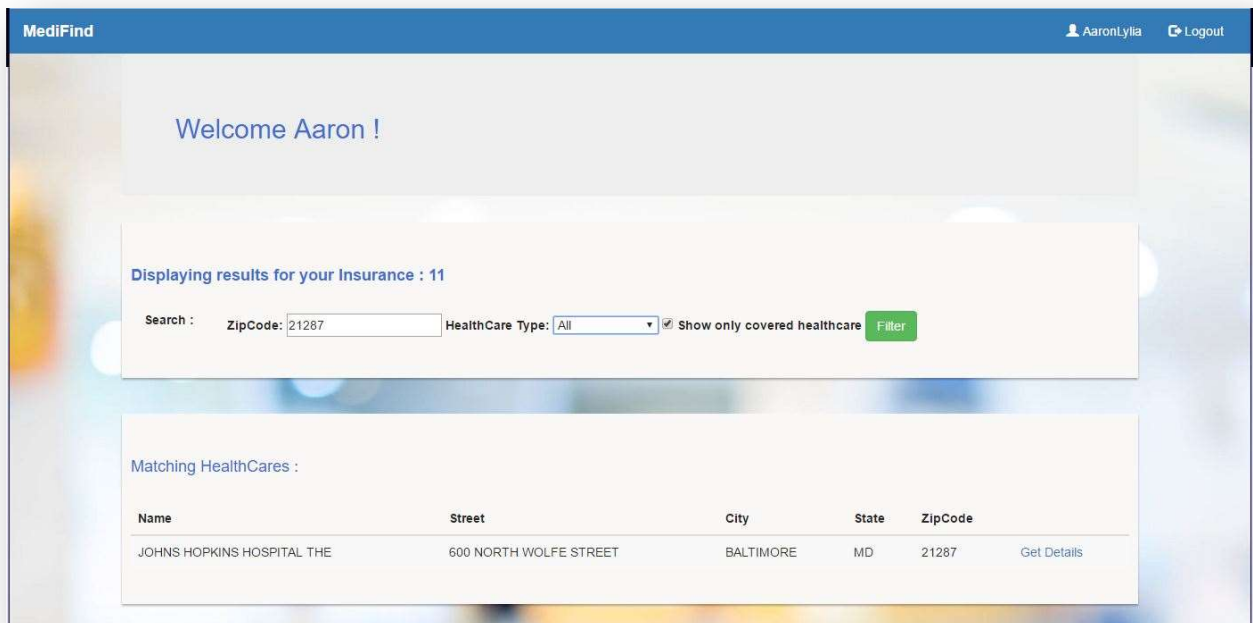 MediFind AaronLylia Logout
Welcome Aaron !
Displaying results for your Insurance : 11
Search : ZipCode: 21287 HealthCare Type: All Show only covered healthcare Filter
Matching HealthCares :
Name Street City State ZipCode
JOHNS HOPKINS HOSPITAL THE 600 NORTH WOLFE STREET BALTIMORE MD 21287 Get Details